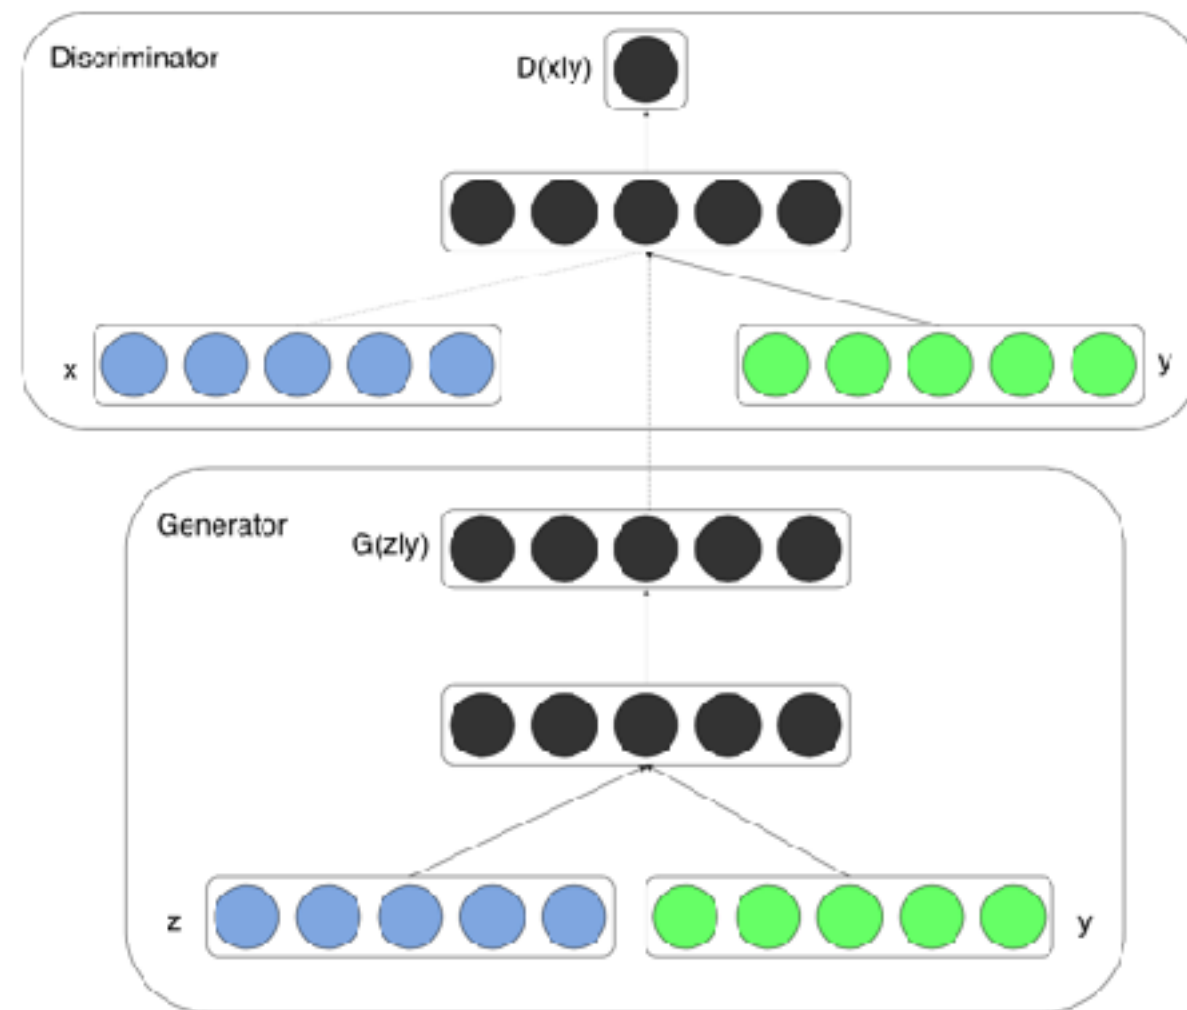 Discriminator
D(x|y)
x
y
Generator
G(z|y)
z
y